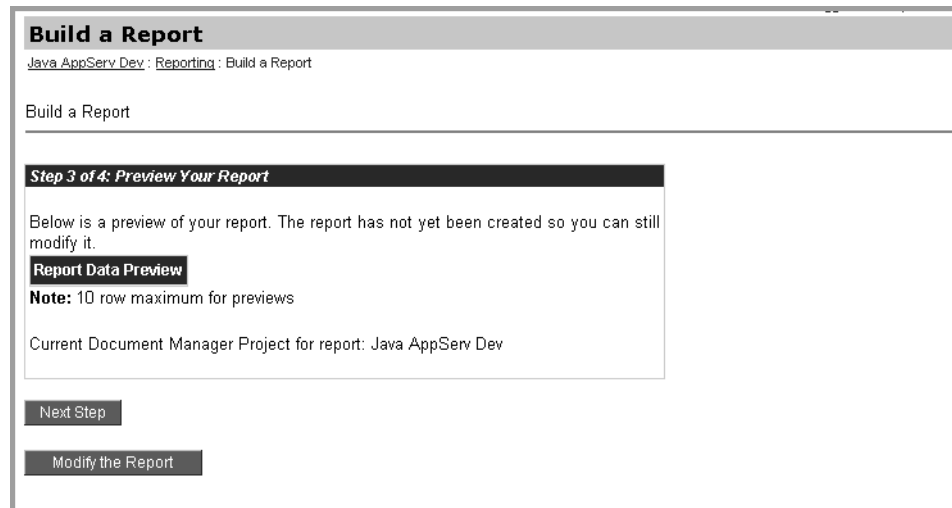 Build a Report
Java AppServ Dev : Reporting : Build a Report
Build a Report
Step 3 of 4: Preview Your Report
Below is a preview of your report. The report has not yet been created so you can still
modify it.
Report Data Preview
Note: 10 row maximum for previews
Current Document Manager Project for report: Java AppServ Dev
Next Step
Modify the Report